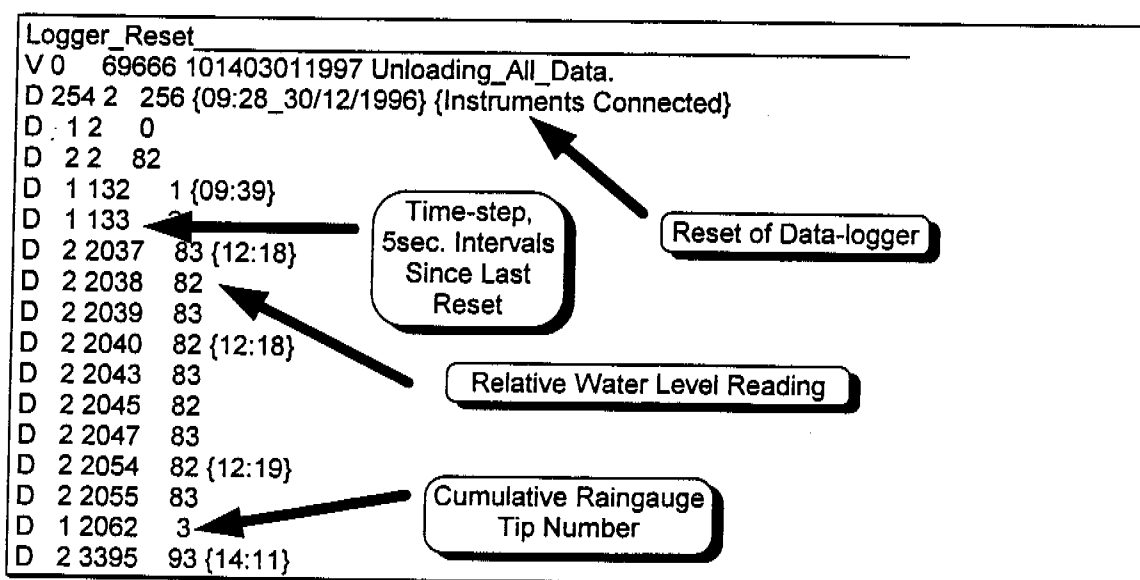 Logger_Reset
V 0 69666 101403011997 Unloading_All_Data.
D 254 2 256 {09:28_30/12/1996} {Instruments Connected}
D 1 2 0
D 2 2 82
D 1 132 1 {09:39}
D 1 133
D 2 2037 83 {12:18}
D 2 2038 82
D 2 2039 83
D 2 2040 82 {12:18}
D 2 2043 83
D 2 2045 82
D 2 2047 83
D 2 2054 82 {12:19}
D 2 2055 83
D 1 2062 3
D 2 3395 93 {14:11}
Time-step,
5sec. Intervals
Since Last
Reset
Reset of Data-logger
Relative Water Level Reading
Cumulative Raingauge
Tip Number